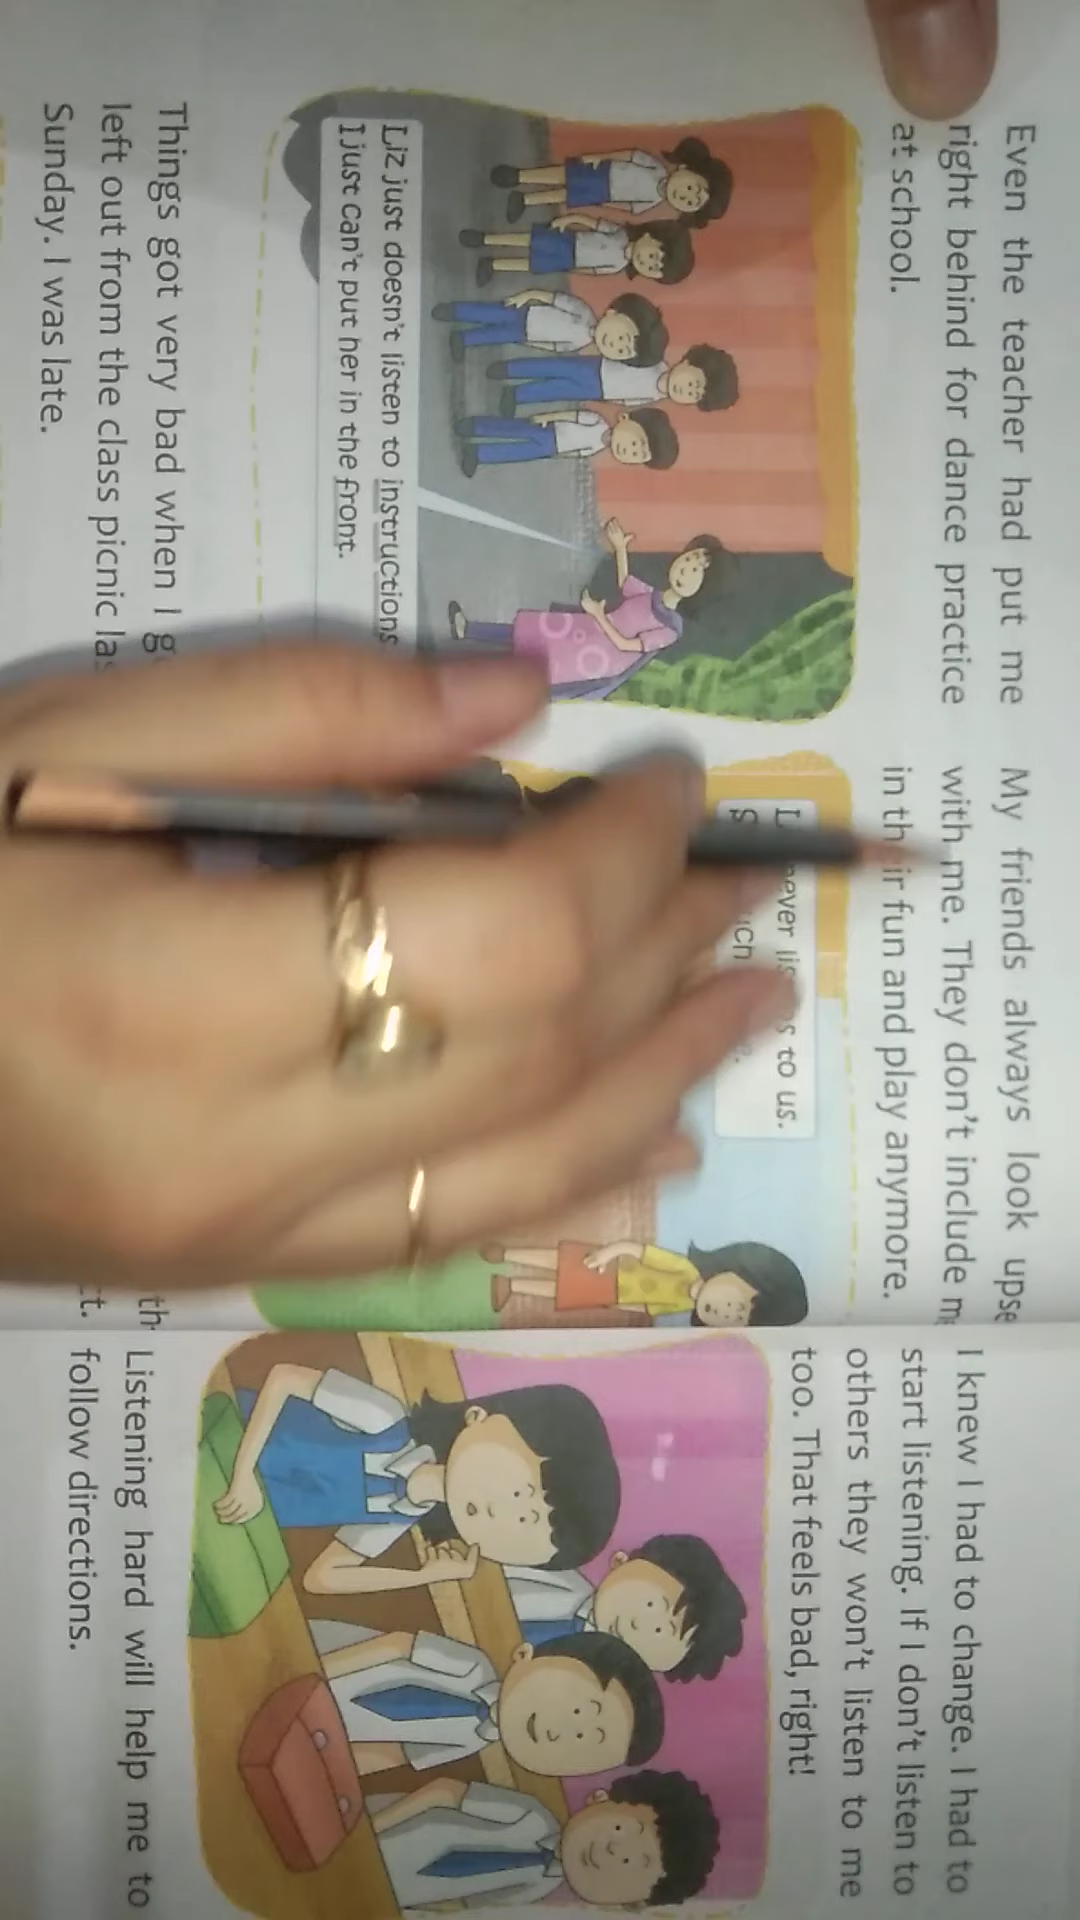 Even the teacher had put me
right behind for dance practice
at school.
Liz just doesn't listen to instructions
I just can't put her in the front.
Things got very bad when I
left out from the class picnic
Sunday. I was late.
My friends always look
with me. They don't include
in their fun and play anymore.
never to us.
I knew I had to change. I had to
start listening. If I don't listen to
others they won't listen to me
too. That feels bad, right!
Listening hard will help me to
follow directions.